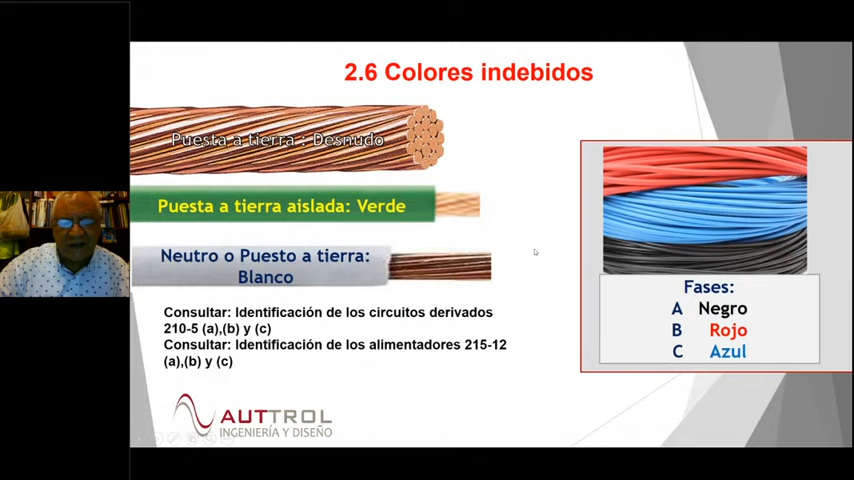 2.6 Colores indebidos
Puesta a tierra : Desnudo
Puesta a tierra aislada: Verde
Neutro o Puesto a tierra:
Blanco
Consultar: Identificación de los circuitos derivados
210-5 (a),(b) y (c)
Consultar: Identificación de los alimentadores 215-12
(a),(b) y (c)
Fases:
A Negro
B Rojo
C Azul
AUTTROL
INGENIERÍA Y DISEÑO